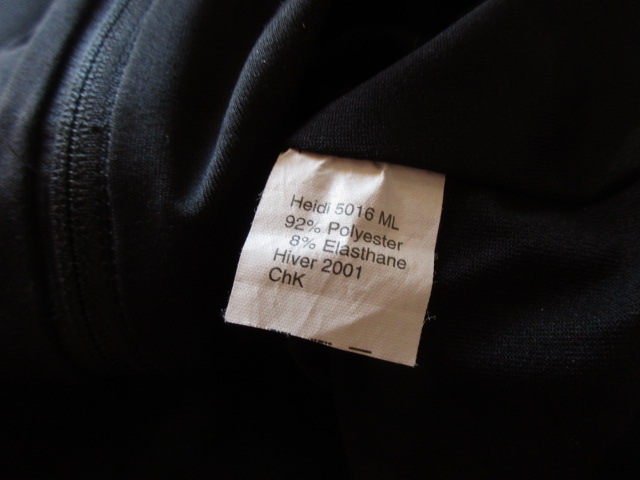 Heidi 5016 ML
92% Polyester
8% Elasthane
Hiver 2001
ChK